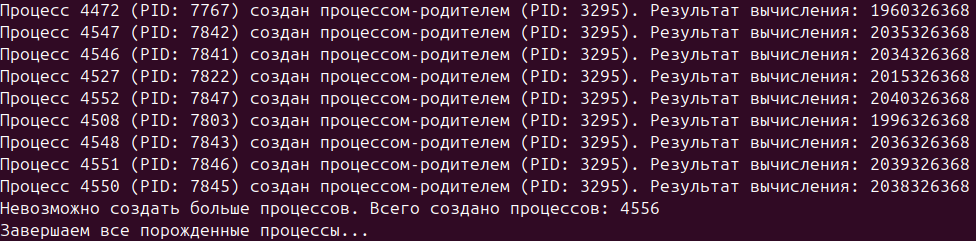 Процесс 4472 (PID: 7767) создан процессом-родителем (PID: 3295). Результат вычисления: 1960326368
Процесс 4547 (PID: 7842) создан процессом-родителем (PID: 3295). Результат вычисления: 2035326368
Процесс 4546 (PID: 7841) создан процессом-родителем (PID: 3295). Результат вычисления: 2034326368
Процесс 4527 (PID: 7822) создан процессом-родителем (PID: 3295). Результат вычисления: 2015326368
Процесс 4552 (PID: 7847) создан процессом-родителем (PID: 3295). Результат вычисления: 2040326368
Процесс 4508 (PID: 7803) создан процессом-родителем (PID: 3295). Результат вычисления: 1996326368
Процесс 4548 (PID: 7843) создан процессом-родителем (PID: 3295). Результат вычисления: 2036326368
Процесс 4551 (PID: 7846) создан процессом-родителем (PID: 3295). Результат вычисления: 2039326368
Процесс 4550 (PID: 7845) создан процессом-родителем (PID: 3295). Результат вычисления: 2038326368
Невозможно создать больше процессов. Всего создано процессов: 4556
Завершаем все порожденные процессы...